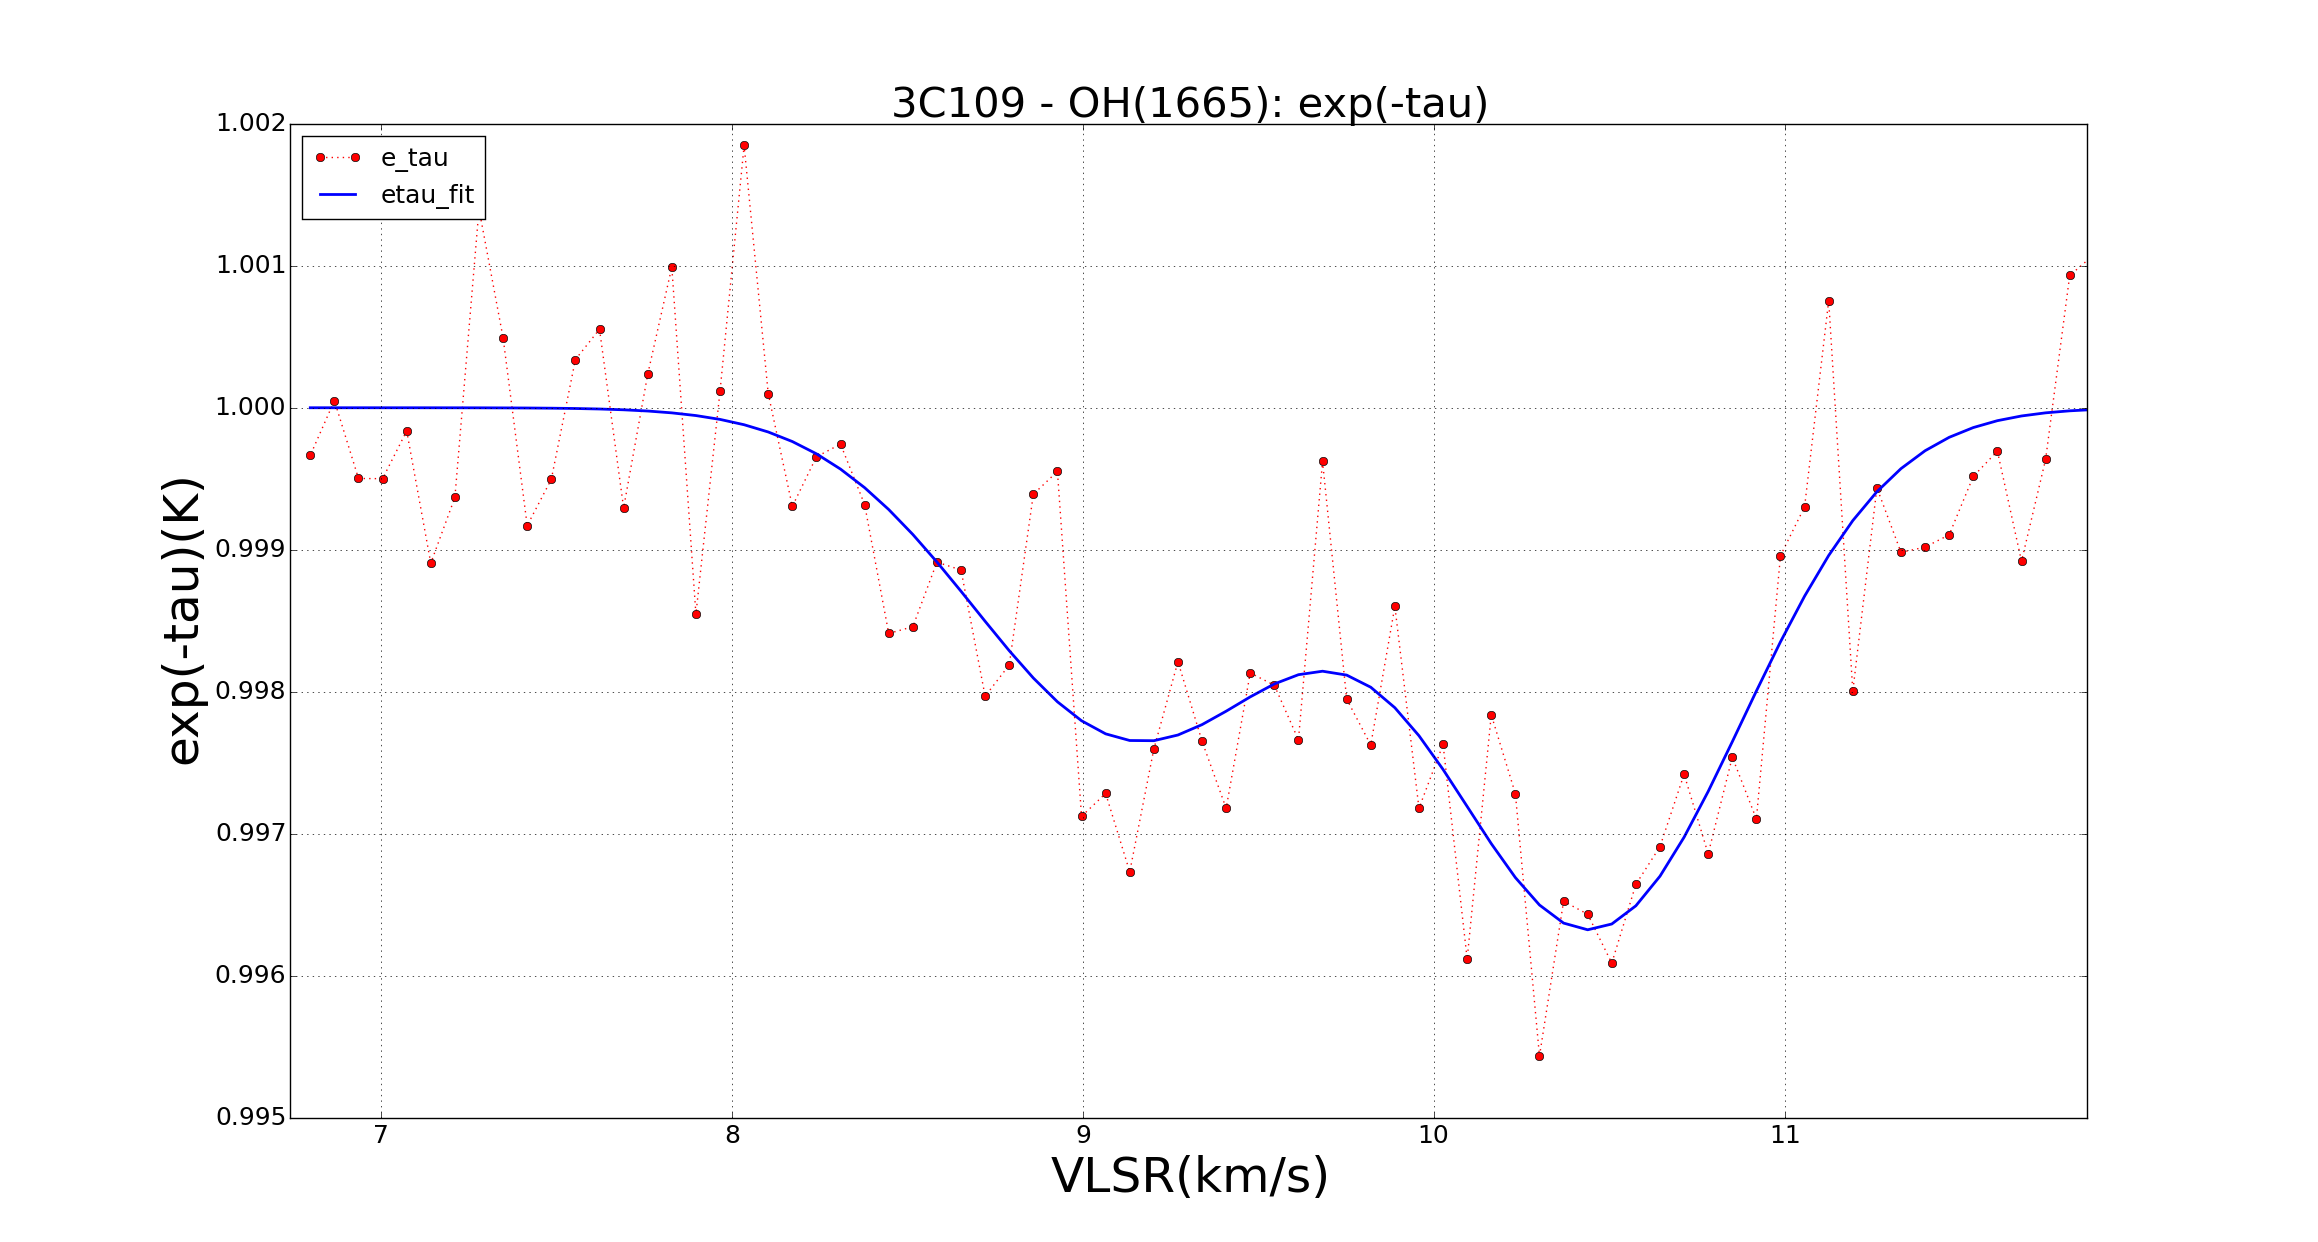 3C109 - OH(1665): exp(-tau)
e_tau
etau_fit
exp(-tau)(K)
1.002
1.001
1.000
0.999
0.998
0.997
0.996
0.995
7 8 9 10 11
VLSR(km/s)